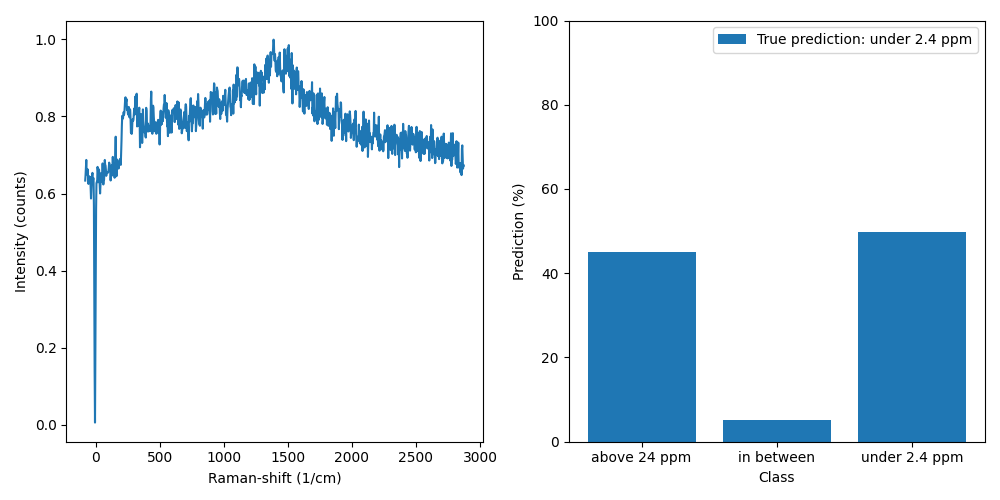 1.0
0.8
0.6
0.4
0.2
0.0
Intensity (counts)
0 500 1000 1500 2000 2500 3000
Raman-shift (1/cm)
100
80
60
40
20
0
Prediction (%)
True prediction: under 2.4 ppm
above 24 ppm in between under 2.4 ppm
Class